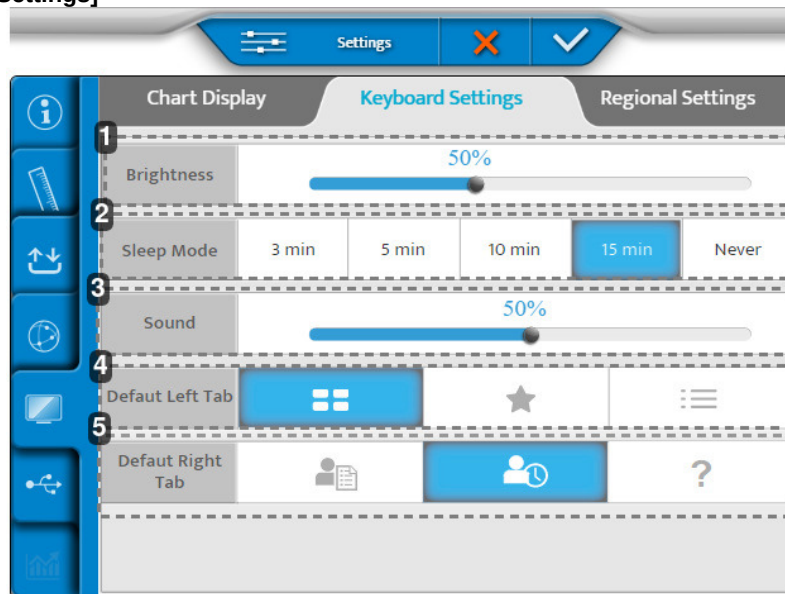 Settings]
Settings
Chart Display Keyboard Settings Regional Settings
1
50%
Brightness
2
Sleep Mode 3 min 5 min 10 min 15 min Never
3
50%
Sound
4
Defaut Left Tab
5
Defaut Right
Tab
?